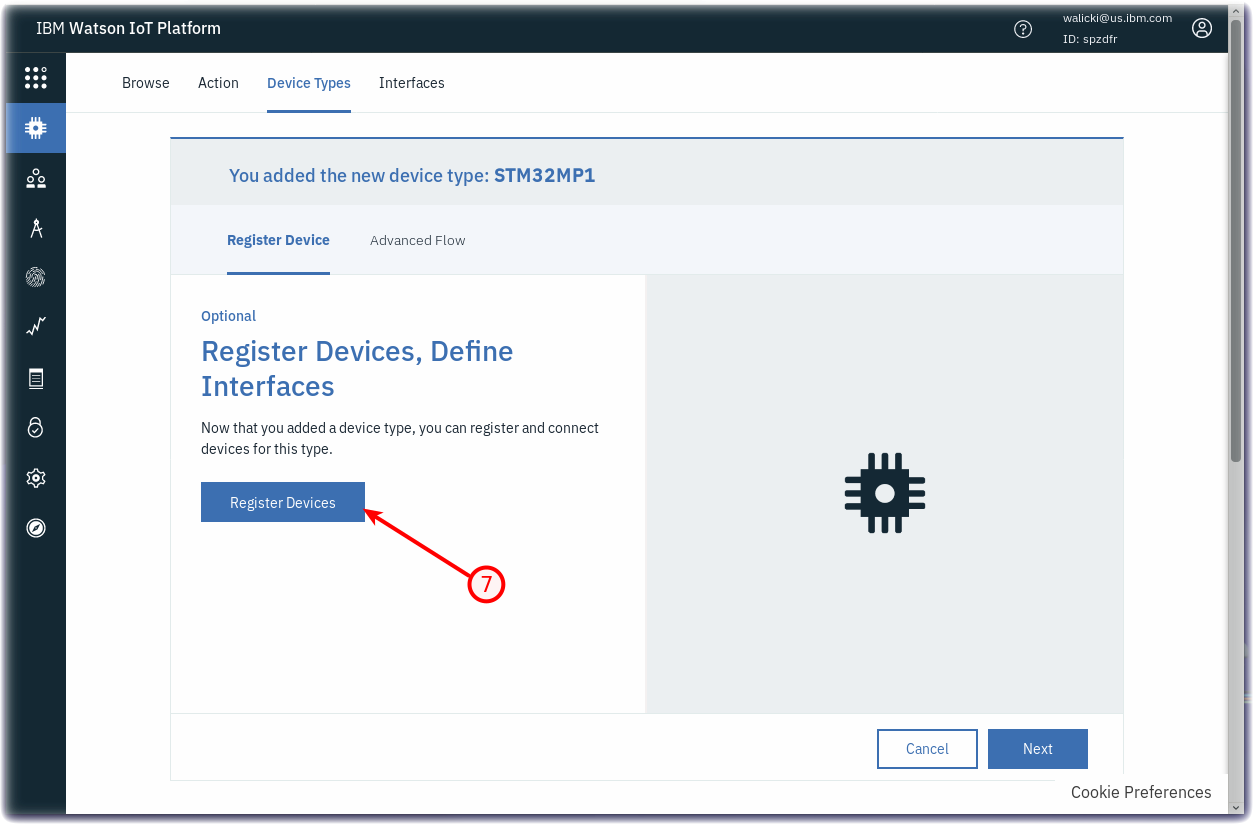 IBM Watson IoT Platform
walicki@us.ibm.com
ID: spzdfr
Browse Action Device Types Interfaces
You added the new device type: STM32MP1
Register Device Advanced Flow
Optional
Register Devices, Define
Interfaces
Now that you added a device type, you can register and connect
devices for this type.
Register Devices
7
Cancel Next
Cookie Preferences